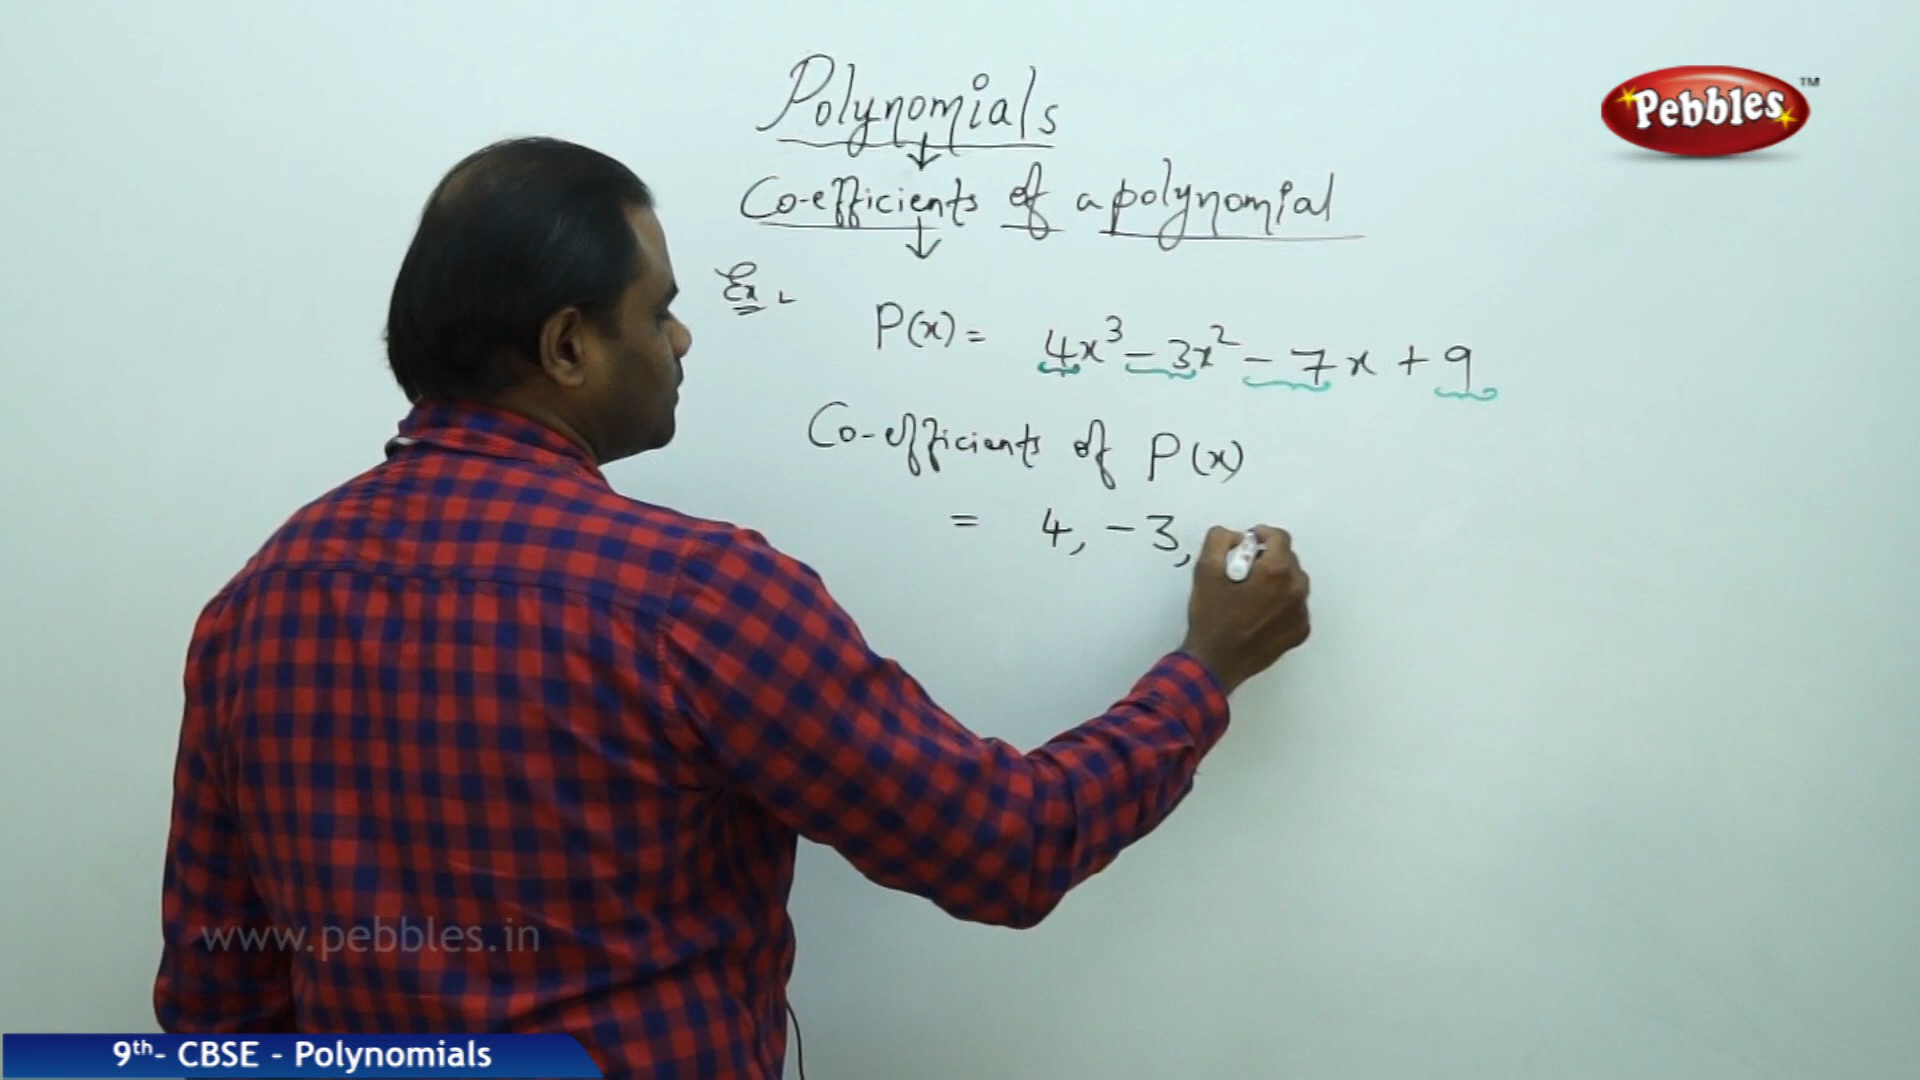 Polynomials
Pebbles™
Co-efficients of a polynomial
Ex
P(x) = 4x³ - 3x² - 7x + 9
Co-efficients of P(x)
= 4, -3,
www.pebbles.in
9th- CBSE - Polynomials